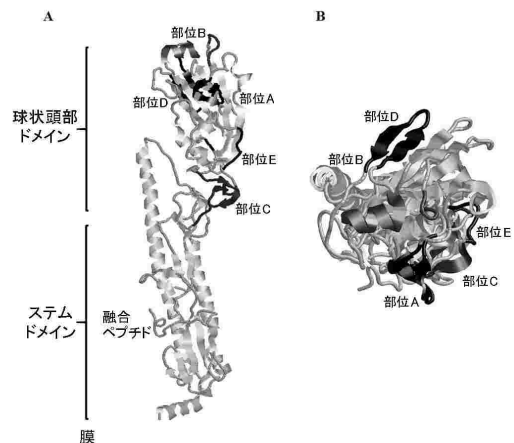 A
部位B
部位D
部位A
部位E
部位C
球状頭部
ドメイン
ステム
ドメイン
融合
ペプチド
膜
B
部位D
部位B
部位E
部位C
部位A